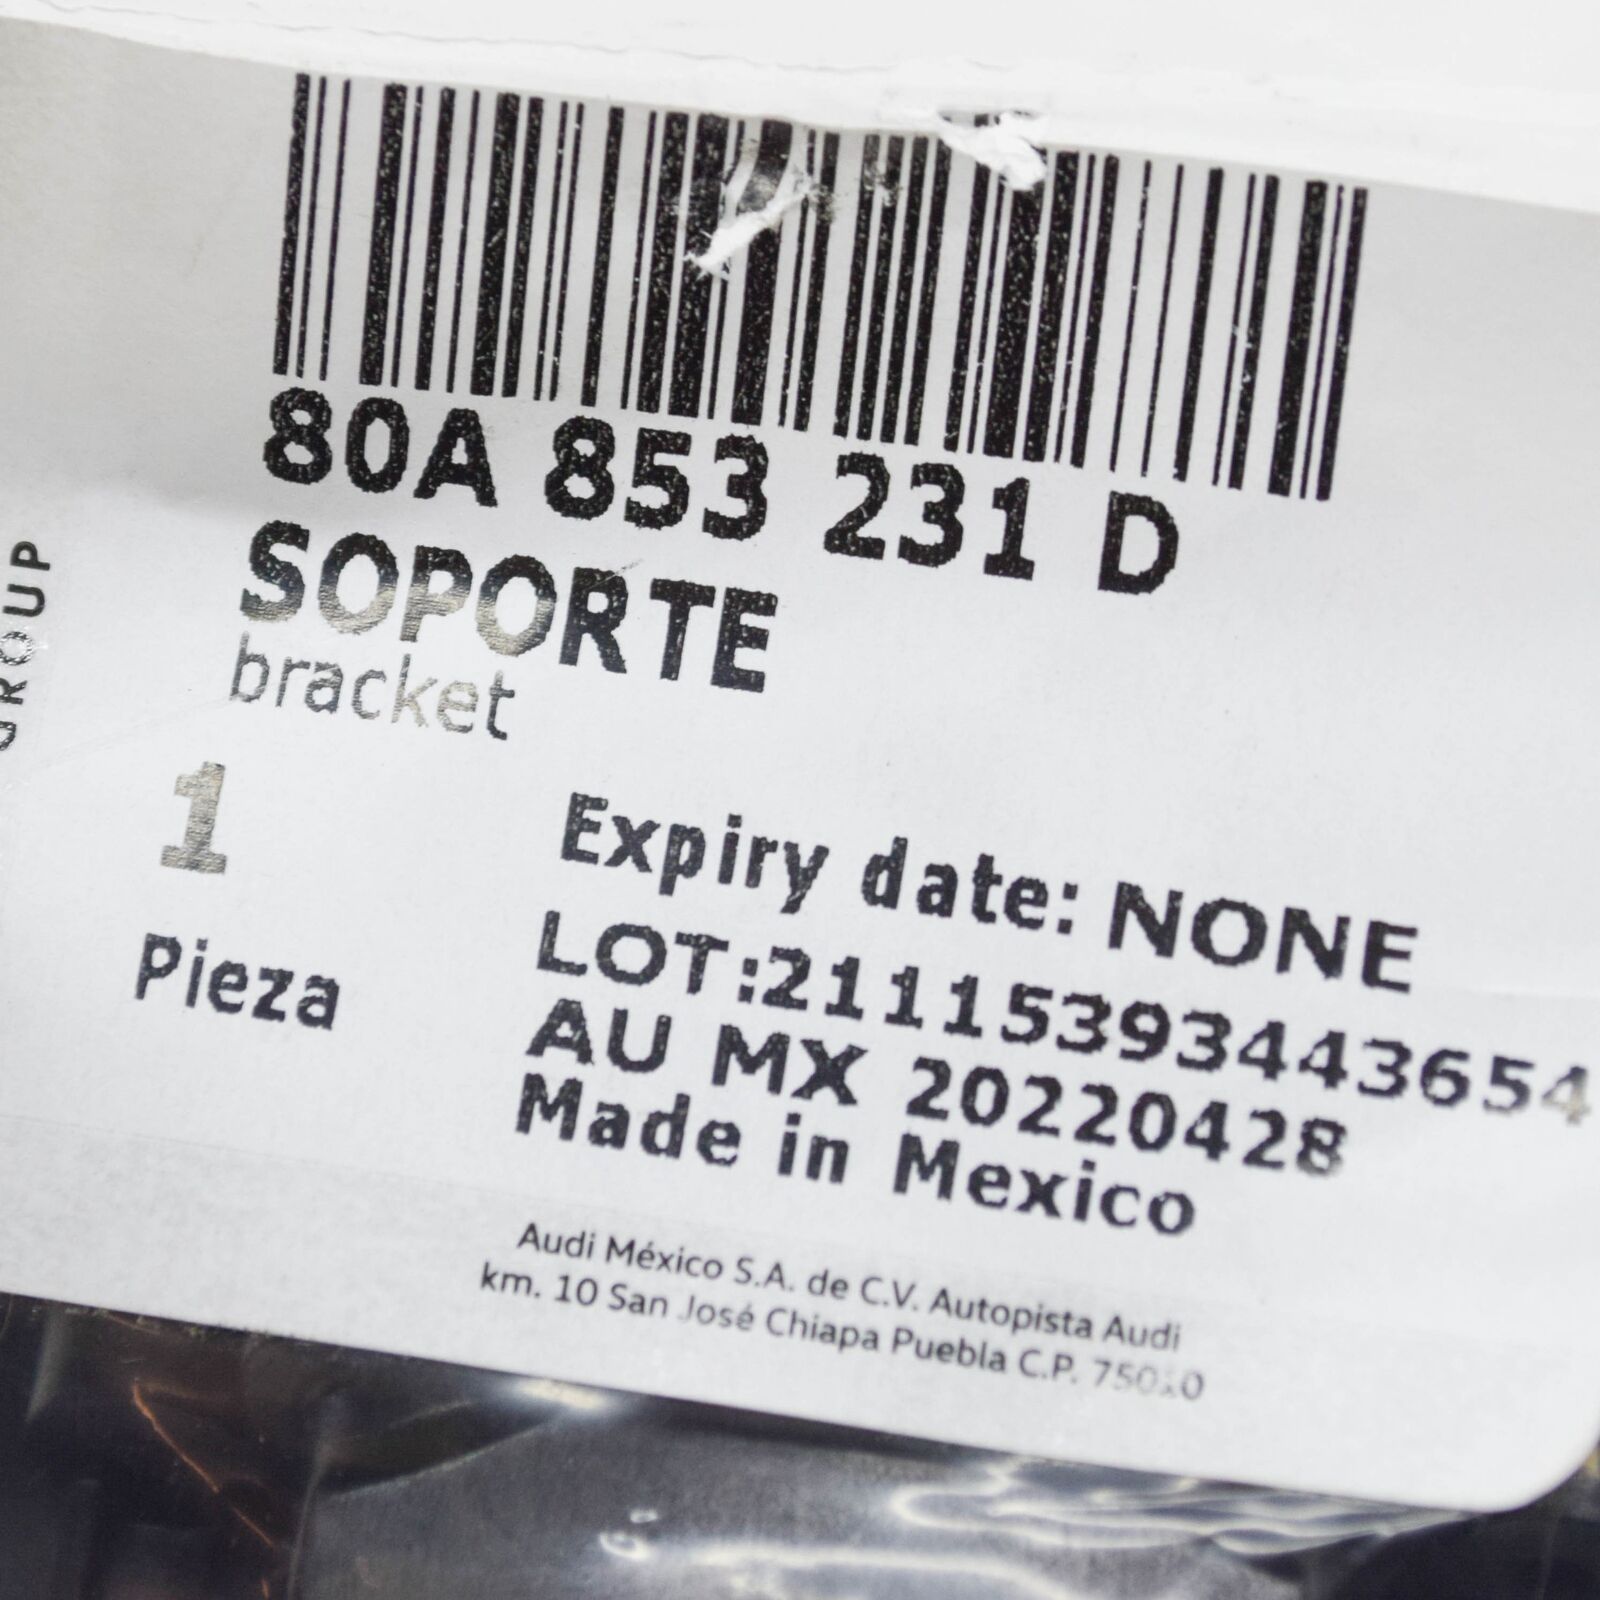 80A 853 231 D
SOPORTE
bracket
1
Pieza
Expiry date: NONE
LOT:21115393443654
AU MX 20220428
Made in Mexico
Audi México S.A. de C.V. Autopista Audi
km. 10 San José Chiapa Puebla C.P. 75010
GROUP